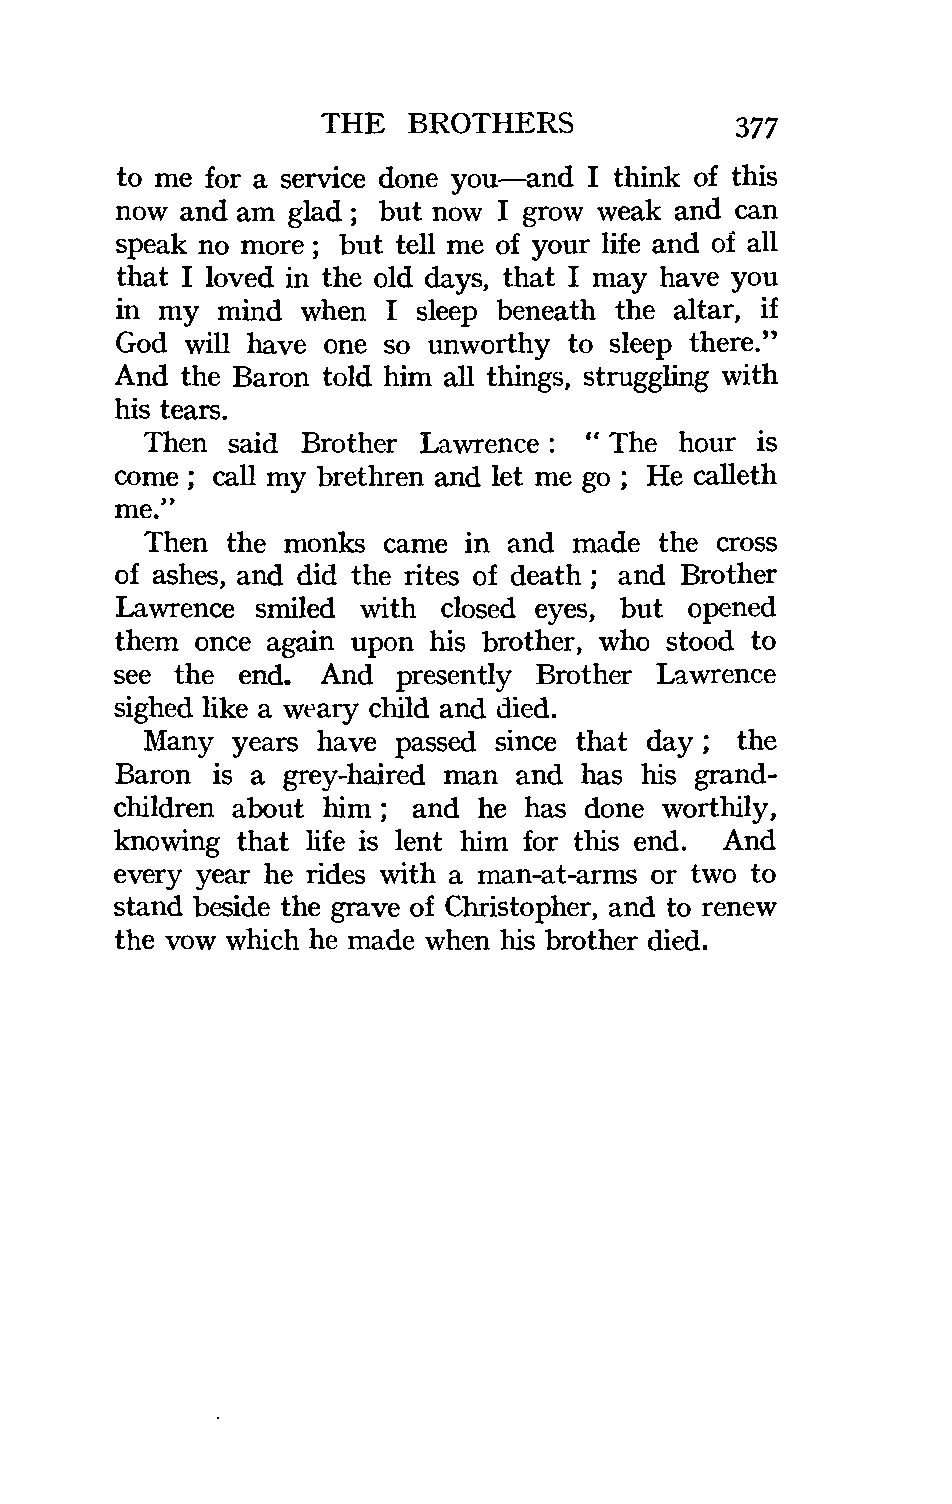 THE BROTHERS 377
to me for a service done you—and I think of this
now and am glad ; but now I grow weak and can
speak no more ; but tell me of your life and of all
that I loved in the old days, that I may have you
in my mind when I sleep beneath the altar, if
God will have one so unworthy to sleep there."
And the Baron told him all things, struggling with
his tears.
Then said Brother Lawrence : " The hour is
come ; call my brethren and let me go ; He calleth
me."
Then the monks came in and made the cross
of ashes, and did the rites of death ; and Brother
Lawrence smiled with closed eyes, but opened
them once again upon his brother, who stood to
see the end. And presently Brother Lawrence
sighed like a weary child and died.
Many years have passed since that day ; the
Baron is a grey-haired man and has his grand-
children about him ; and he has done worthily,
knowing that life is lent him for this end. And
every year he rides with a man-at-arms or two to
stand beside the grave of Christopher, and to renew
the vow which he made when his brother died.